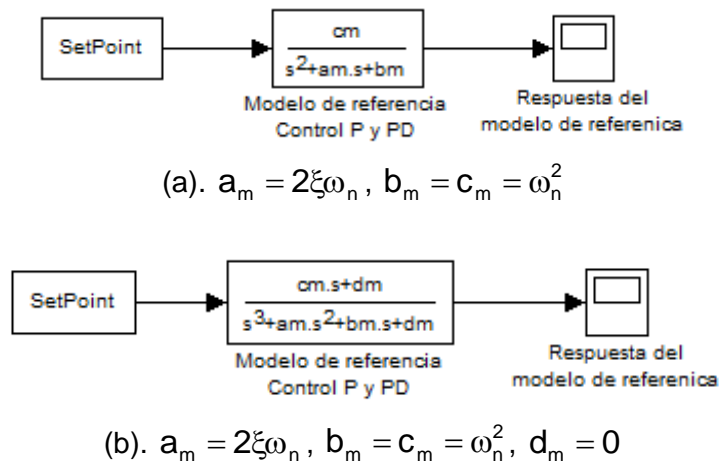 SetPoint
cm
s²+am.s+bm
Modelo de referencia
Control P y PD
Respuesta del
modelo de referenica
(a). aₘ = 2ξωₙ , bₘ = cₘ = ωₙ²
SetPoint
cm.s+dm
s³+am.s²+bm.s+dm
Modelo de referencia
Control P y PD
Respuesta del
modelo de referenica
(b). aₘ = 2ξωₙ , bₘ = cₘ = ωₙ², dₘ = 0